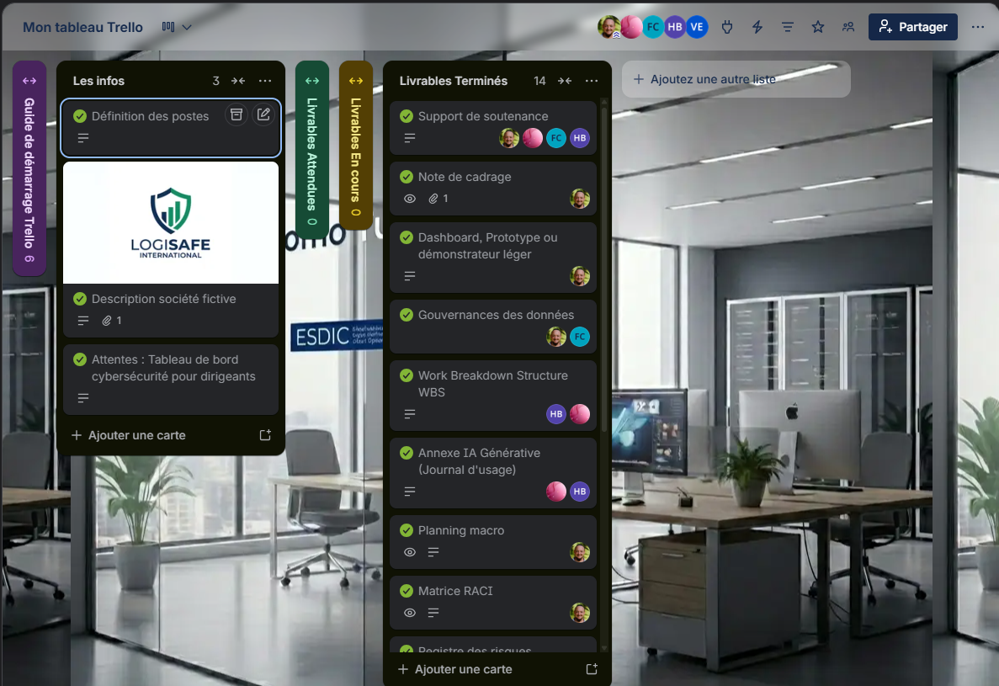 Mon tableau Trello
FC
HB
VE
Partager
Guide de démarrage Trello 6
Les infos 3
Définition des postes
LOGISAFE
INTERNATIONAL
Description société fictive
1
Attentes : Tableau de bord
cybersécurité pour dirigeants
Ajouter une carte
Livrables Attendues 0
Livrables En cours 0
ESDIC
Livrables Terminés 14
Support de soutenance
FC
HB
Note de cadrage
1
Dashboard, Prototype ou
démonstrateur léger
Gouvernances des données
FC
Work Breakdown Structure
WBS
HB
Annexe IA Générative
(Journal d'usage)
HB
Planning macro
Matrice RACI
Registre des risques
Ajouter une carte
Ajoutez une autre liste